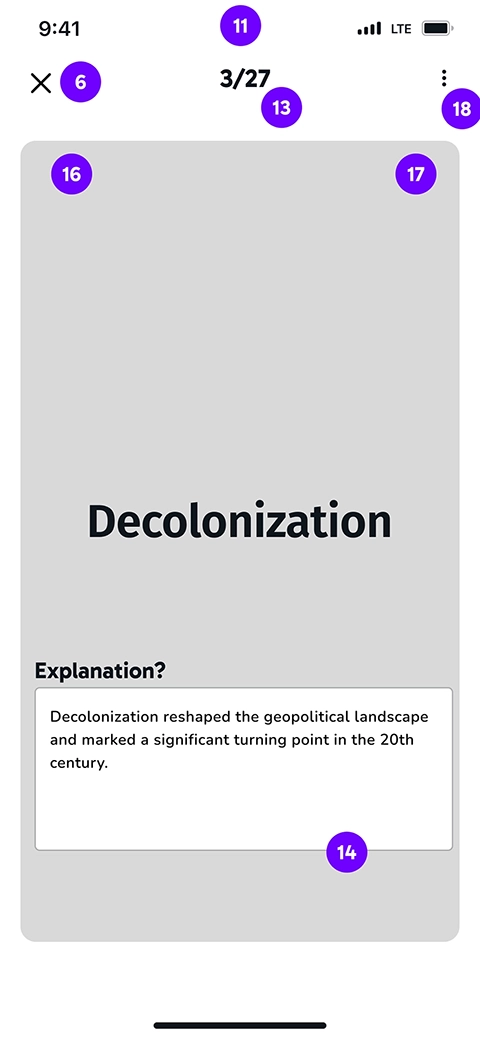 9:41
11
LTE
6
3/27
13
18
16
17
Decolonization
Explanation?
Decolonization reshaped the geopolitical landscape
and marked a significant turning point in the 20th
century.
14